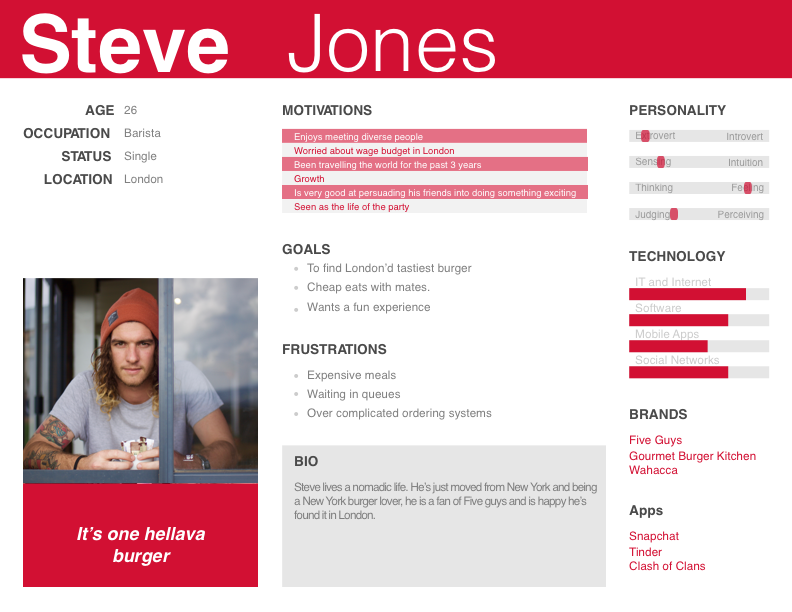 Steve Jones
AGE 26
OCCUPATION Barista
STATUS Single
LOCATION London
It's one hellava
burger
MOTIVATIONS
Enjoys meeting diverse people
Worried about wage budget in London
Been travelling the world for the past 3 years
Growth
Is very good at persuading his friends into doing something exciting
Seen as the life of the party
GOALS
To find London'd tastiest burger
Cheap eats with mates.
Wants a fun experience
FRUSTRATIONS
Expensive meals
Waiting in queues
Over complicated ordering systems
BIO
Steve lives a nomadic life. He's just moved from New York and being
a New York burger lover, he is a fan of Five guys and is happy he's
found it in London.
PERSONALITY
Extrovert Introvert
Sensing Intuition
Thinking Feeling
Judging Perceiving
TECHNOLOGY
IT and Internet
Software
Mobile Apps
Social Networks
BRANDS
Five Guys
Gourmet Burger Kitchen
Wahacca
Apps
Snapchat
Tinder
Clash of Clans